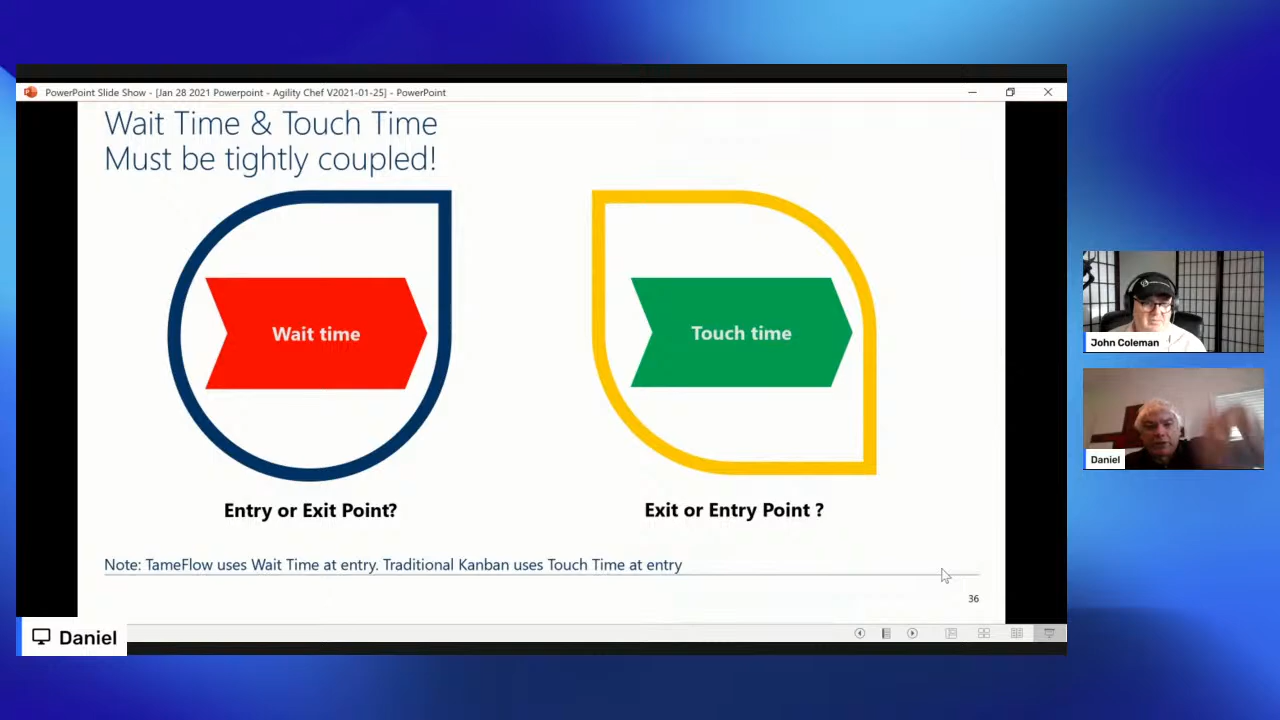 PowerPoint Slide Show - [Jan 28 2021 Powerpoint - Agility Chef V2021-01-25] - PowerPoint
Wait Time & Touch Time
Must be tightly coupled!
Wait time
Touch time
Entry or Exit Point?
Exit or Entry Point ?
Note: TameFlow uses Wait Time at entry. Traditional Kanban uses Touch Time at entry
36
John Coleman
Daniel
Daniel